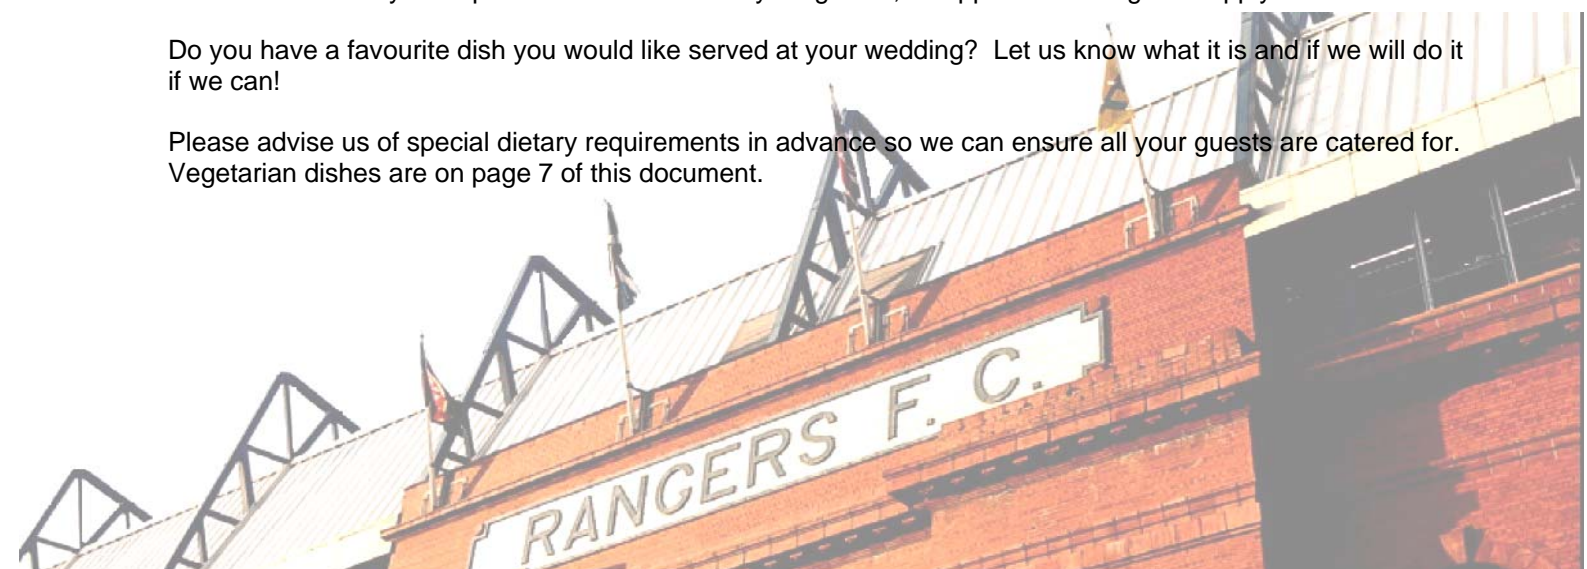 Do you have a favourite dish you would like served at your wedding?  Let us know what it is and if we will do it
if we can!
Please advise us of special dietary requirements in advance so we can ensure all your guests are catered for.
Vegetarian dishes are on page 7 of this document.
RANGERS F. C.